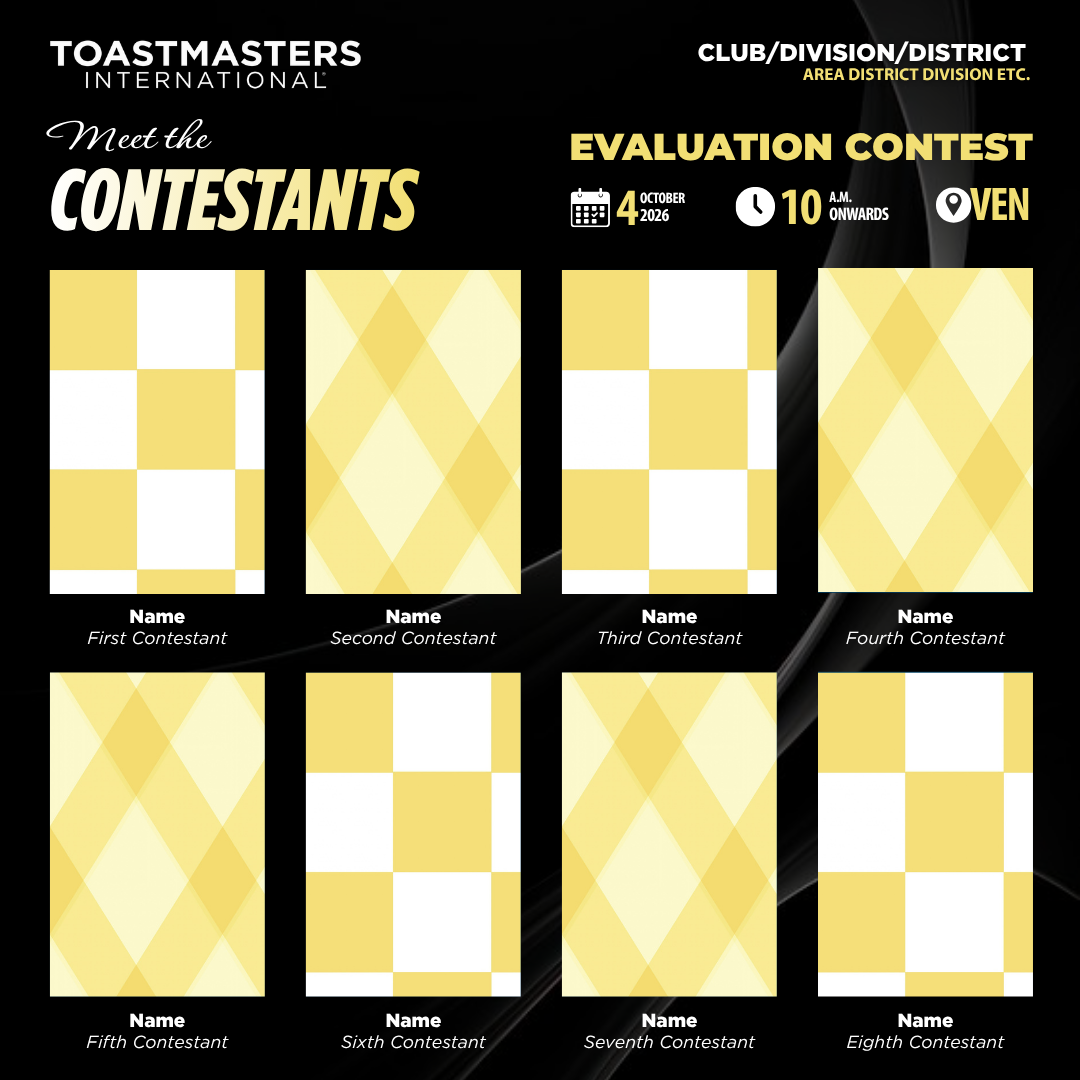 TOASTMASTERS
INTERNATIONAL
CLUB/DIVISION/DISTRICT
AREA DISTRICT DIVISION ETC.
Meet the
CONTESTANTS
EVALUATION CONTEST
4 OCTOBER
2026
10 A.M.
ONWARDS
VEN
Name
First Contestant
Name
Second Contestant
Name
Third Contestant
Name
Fourth Contestant
Name
Fifth Contestant
Name
Sixth Contestant
Name
Seventh Contestant
Name
Eighth Contestant